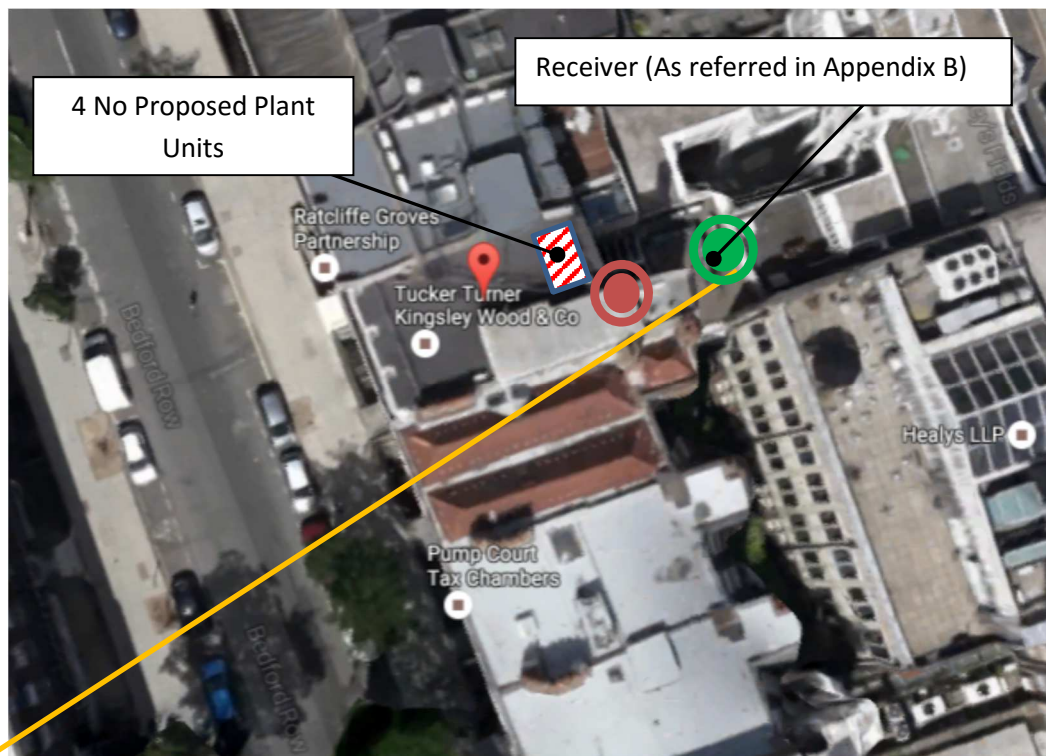 Receiver (As referred in Appendix B)
4 No Proposed Plant
Units
Ratcliffe Groves
Partnership
Tucker Turner
Kingsley Wood & Co
Bedford Row
Healys LLP
Pump Court
Tax Chambers
Bedford Row